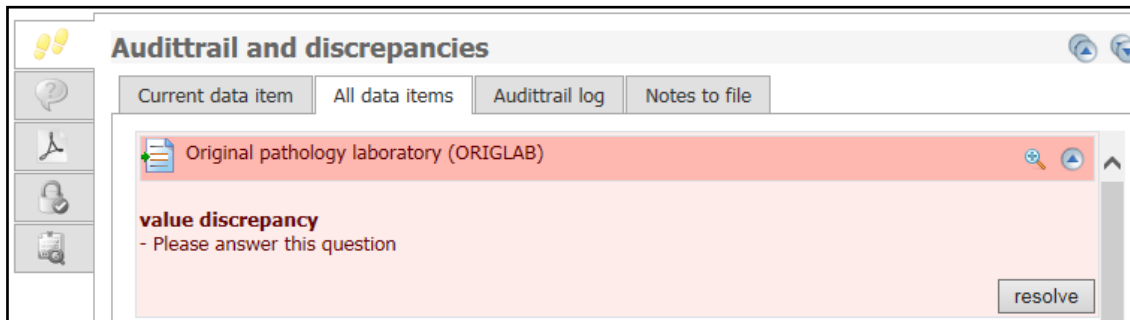 Audittrail and discrepancies
Current data item All data items Audittrail log Notes to file
Original pathology laboratory (ORIGLAB)
value discrepancy
- Please answer this question
resolve